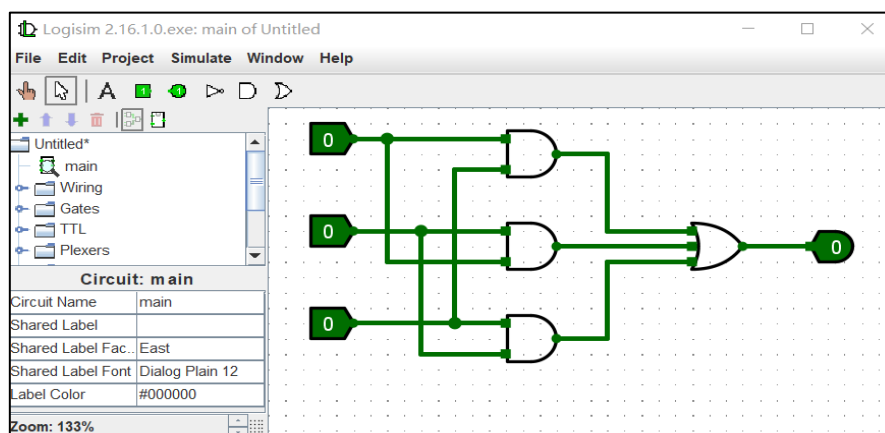 Logisim 2.16.1.0.exe: main of Untitled
File Edit Project Simulate Window Help
A 1 1
Untitled*
main
Wiring
Gates
TTL
Plexers
Circuit: main
Circuit Name main
Shared Label
Shared Label Fac.. East
Shared Label Font Dialog Plain 12
Label Color #000000
Zoom: 133%
0
0
0
0